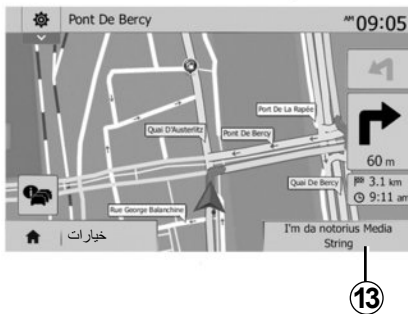 Pont De Bercy
AM 09:05
Port De La Rapée
Quai D'Austerlitz
Pont De Bercy
60 m
Quai De Bercy
3.1 km
9:11 am
Rue George Balanchine
خيارات
I'm da notorius Media
String
13